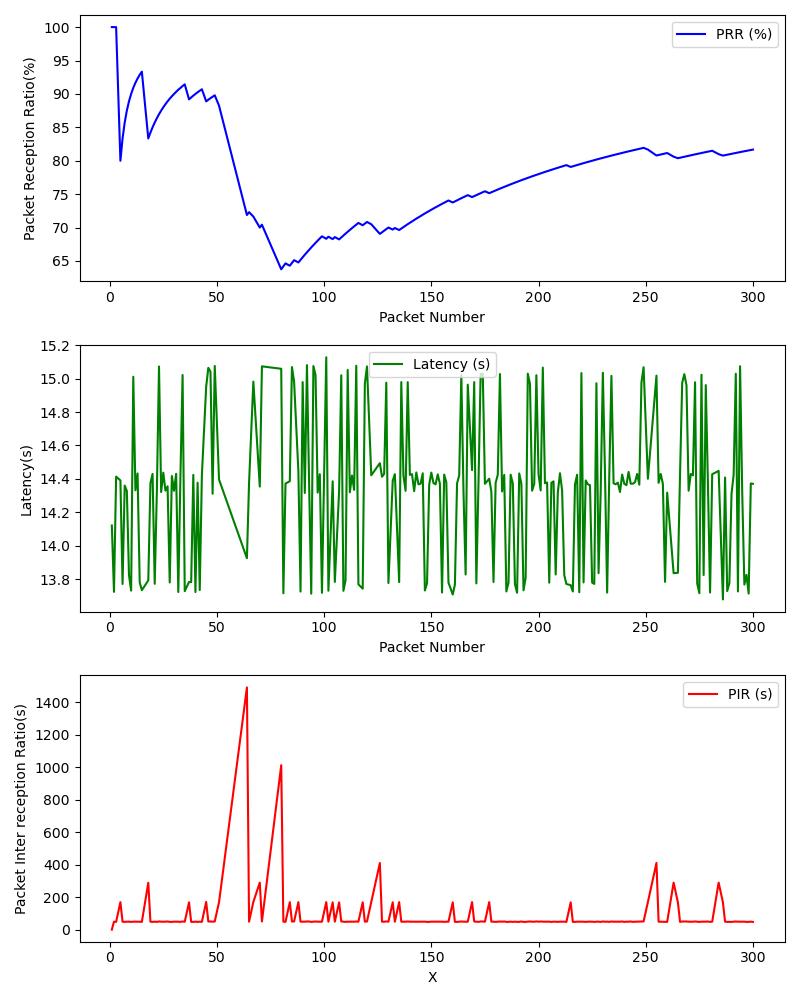 100
95
90
85
80
75
70
65
Packet Reception Ratio(%)
PRR (%)
0 50 100 150 200 250 300
Packet Number
15.2
15.0
14.8
14.6
14.4
14.2
14.0
13.8
Latency(s)
Latency (s)
0 50 100 150 200 250 300
Packet Number
1400
1200
1000
800
600
400
200
0
Packet Inter reception Ratio(s)
PIR (s)
0 50 100 150 200 250 300
X